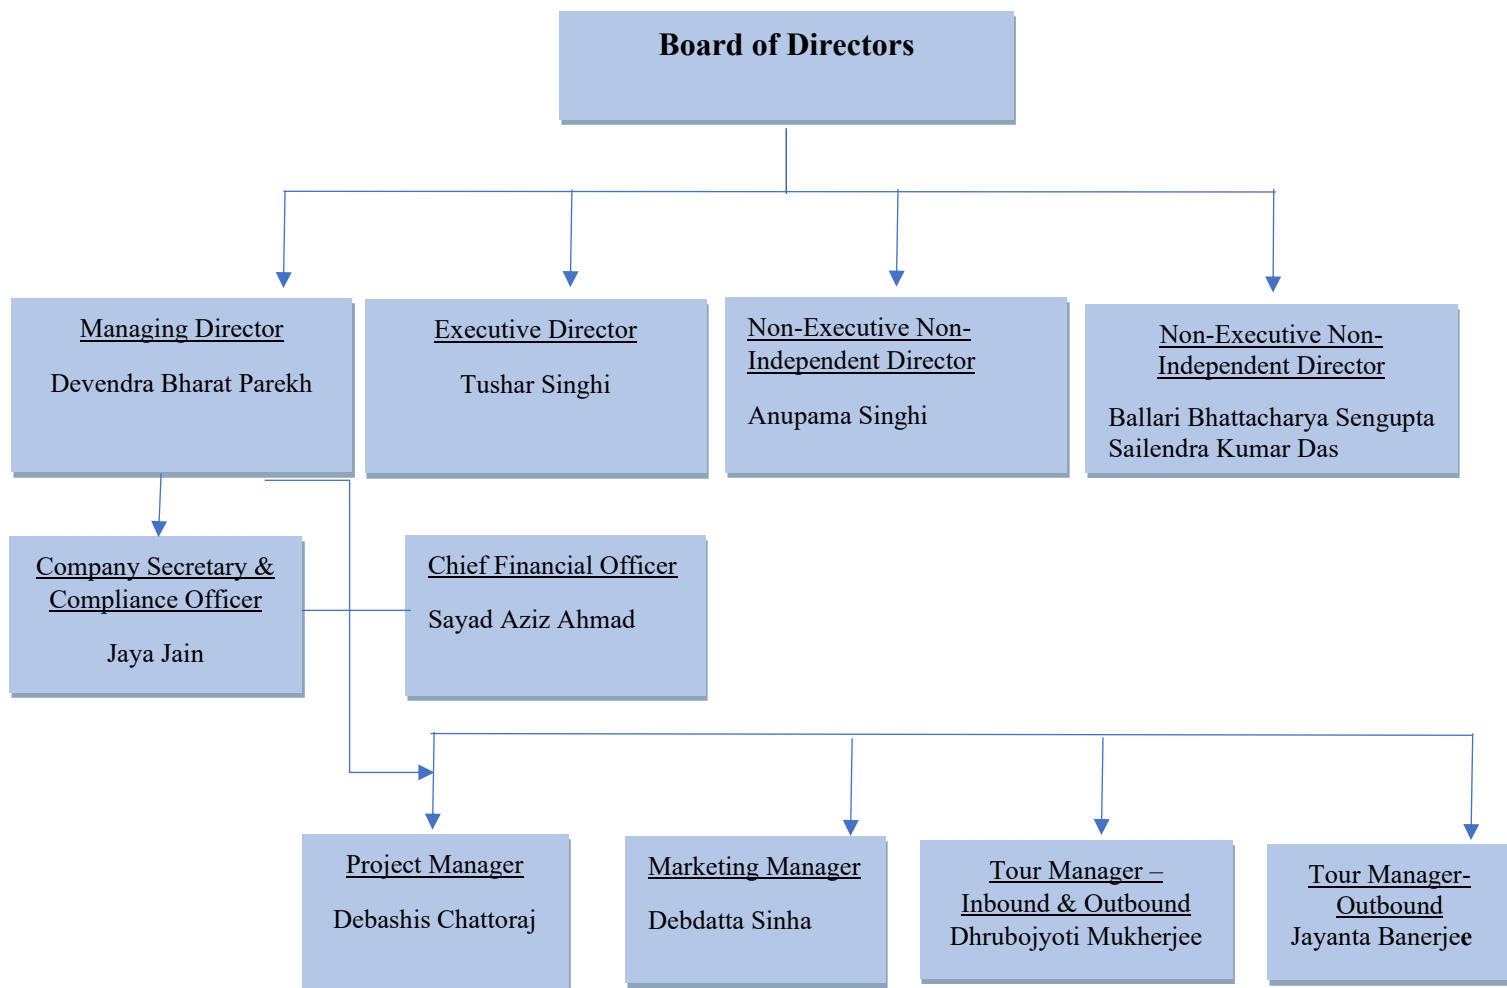 Board of Directors
Managing Director
Devendra Bharat Parekh
Executive Director
Tushar Singhi
Non-Executive Non-
Independent Director
Anupama Singhi
Non-Executive Non-
Independent Director
Ballari Bhattacharya Sengupta
Sailendra Kumar Das
Company Secretary &
Compliance Officer
Jaya Jain
Chief Financial Officer
Sayad Aziz Ahmad
Project Manager
Debashis Chattoraj
Marketing Manager
Debdatta Sinha
Tour Manager –
Inbound & Outbound
Dhrubojyoti Mukherjee
Tour Manager-
Outbound
Jayanta Banerjee